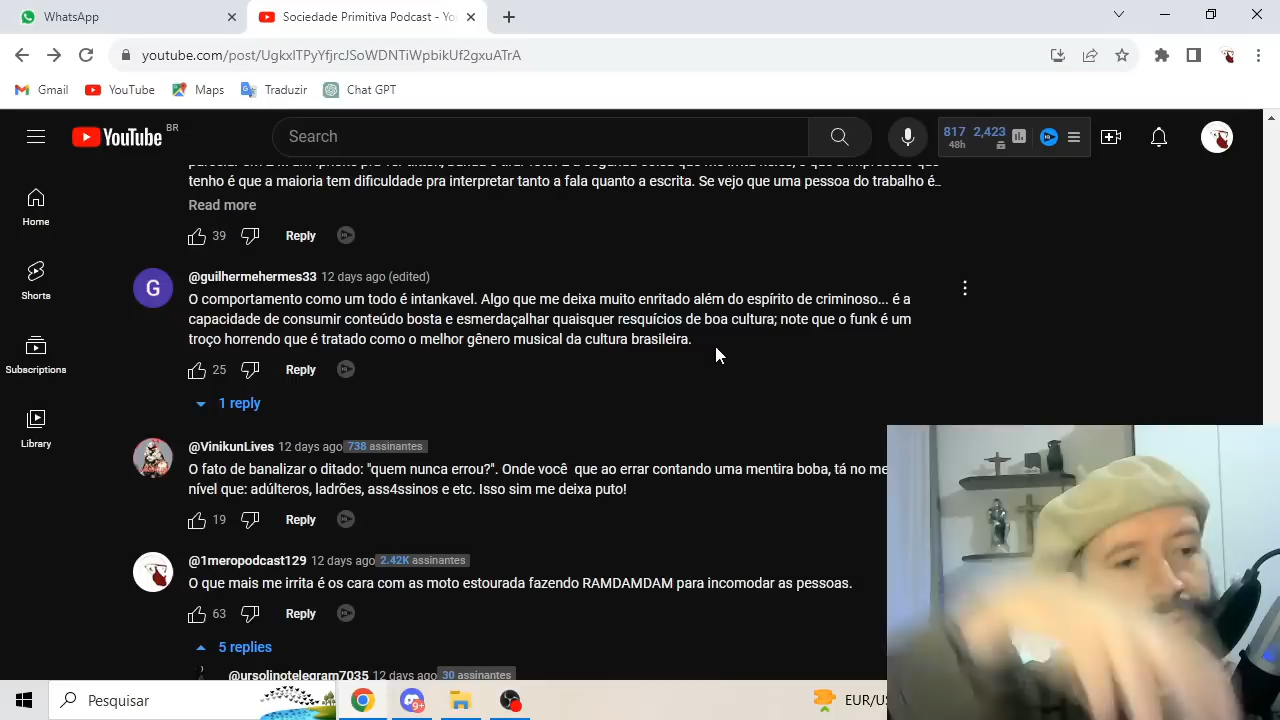 WhatsApp
Sociedade Primitiva Podcast - Yo
youtube.com/post/UgkxlTPyYfjrcJSoWDNTiWpbikUf2gxuATrA
Gmail YouTube Maps Traduzir Chat GPT
YouTube BR
Search
817 2,423
48h
tenho é que a maioria tem dificuldade pra interpretar tanto a fala quanto a escrita. Se vejo que uma pessoa do trabalho é…
Read more
Home
39 Reply
Shorts
@guilhermehermes33 12 days ago (edited)
G
O comportamento como um todo é intankavel. Algo que me deixa muito enritado além do espírito de criminoso... é a
capacidade de consumir conteúdo bosta e esmerdaçalhar quaisquer resquícios de boa cultura; note que o funk é um
troço horrendo que é tratado como o melhor gênero musical da cultura brasileira.
Subscriptions
25 Reply
1 reply
Library
@VinikunLives 12 days ago 738 assinantes
O fato de banalizar o ditado: "quem nunca errou?". Onde você que ao errar contando uma mentira boba, tá no me
nível que: adúlteros, ladrões, ass4ssinos e etc. Isso sim me deixa puto!
19 Reply
@1meropodcast129 12 days ago 2.42K assinantes
O que mais me irrita é os cara com as moto estourada fazendo RAMDAMDAM para incomodar as pessoas.
63 Reply
5 replies
@ursolinotelegram7035 12 days ago 30 assinantes
Pesquisar
9+
EUR/US